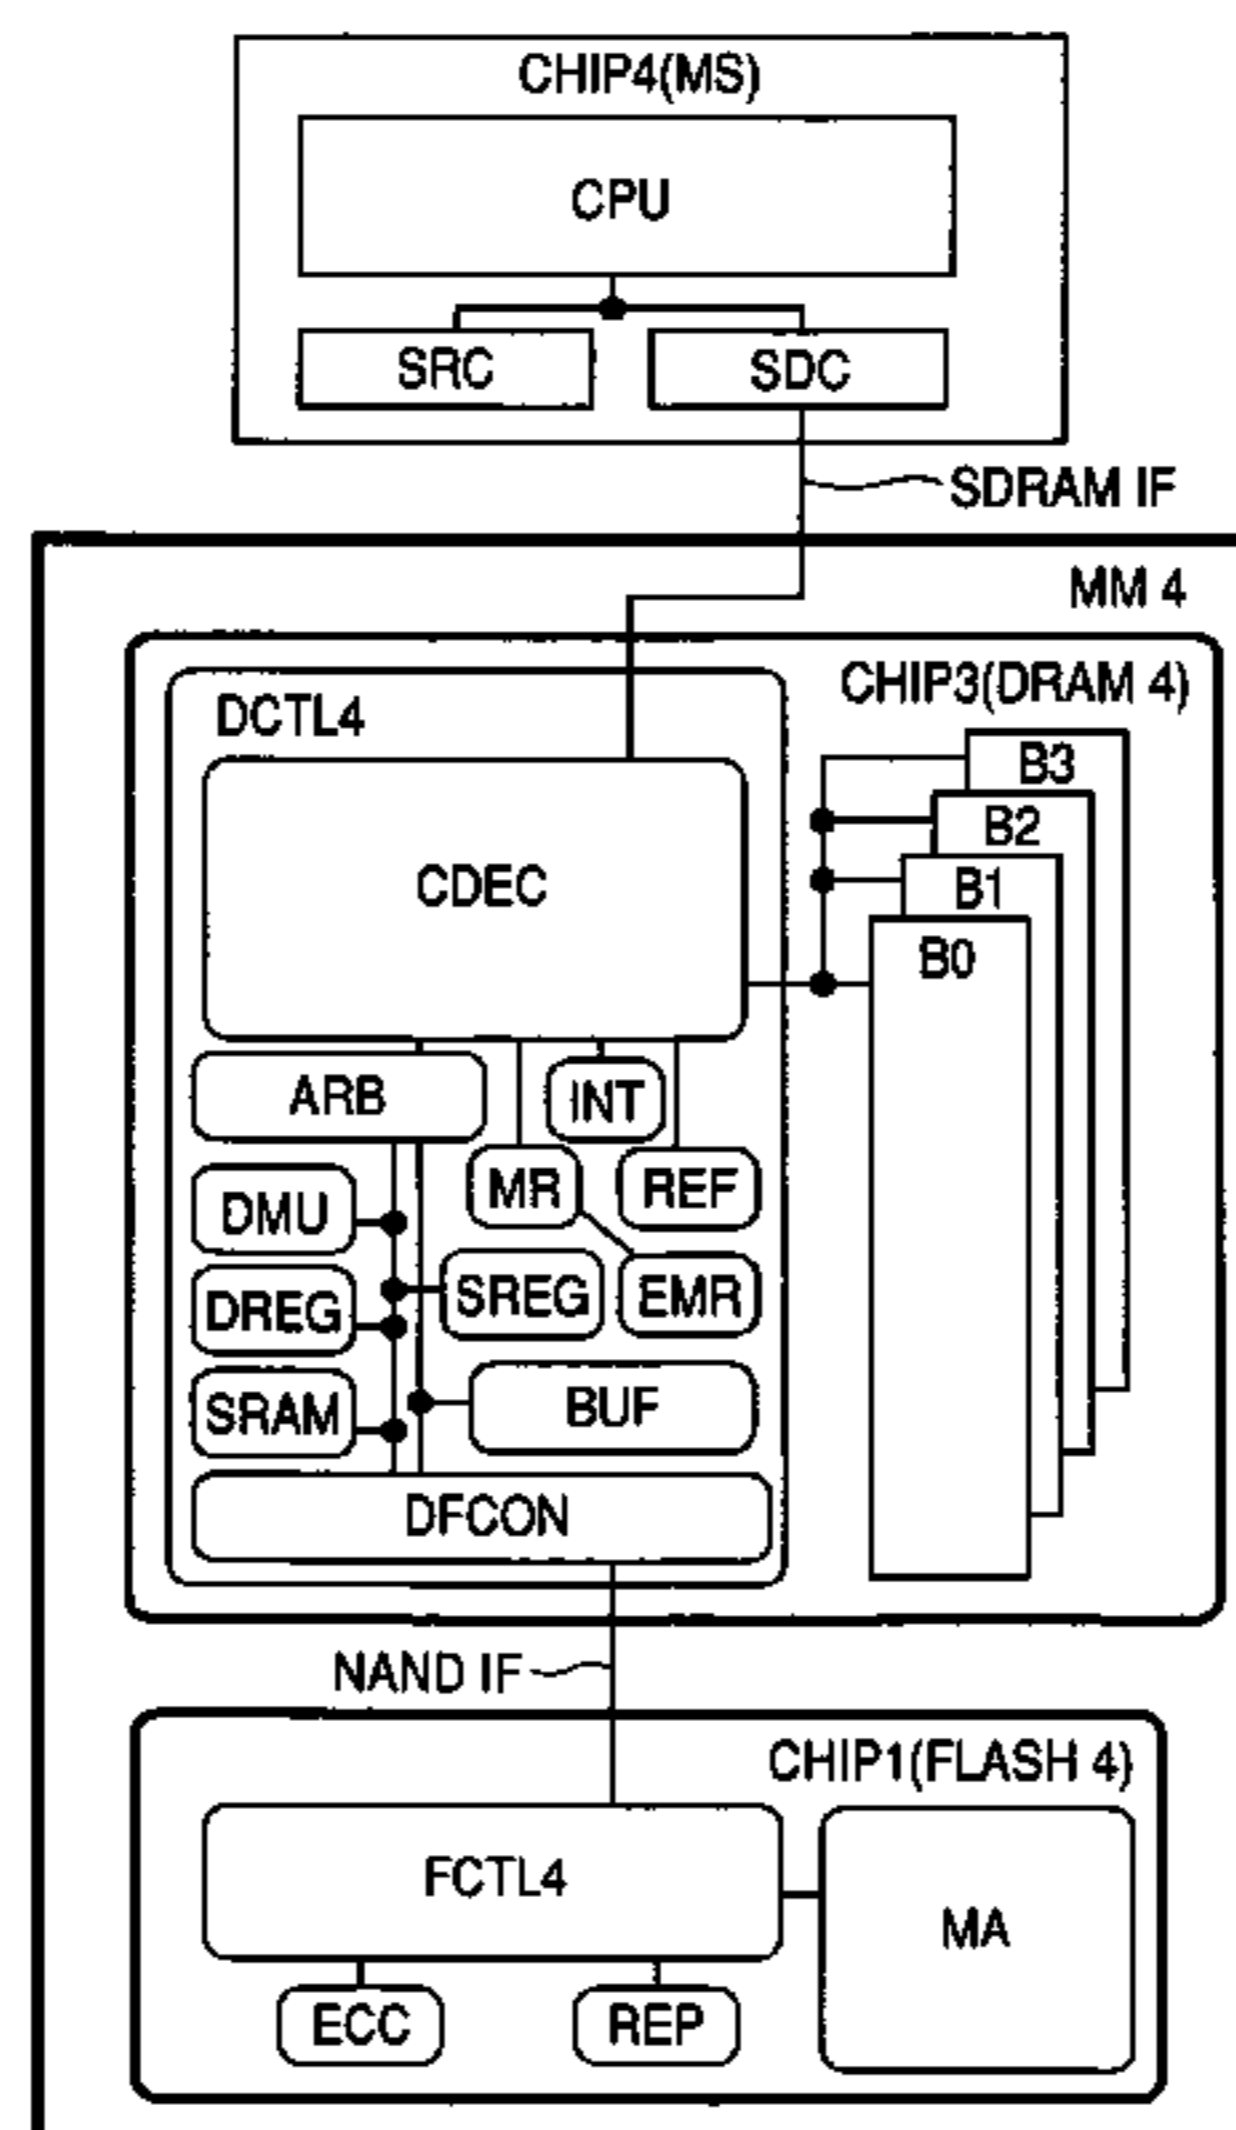 CHIP4(MS)
CPU
SRC
SDC
SDRAM IF
MM 4
CHIP3(DRAM 4)
DCTL4
B3
B2
CDEC
B1
B0
ARB
INT
MR
REF
DMU
SREG
EMR
DREG
BUF
SRAM
DFCON
NAND IF
CHIP1(FLASH 4)
FCTL4
MA
ECC
REP